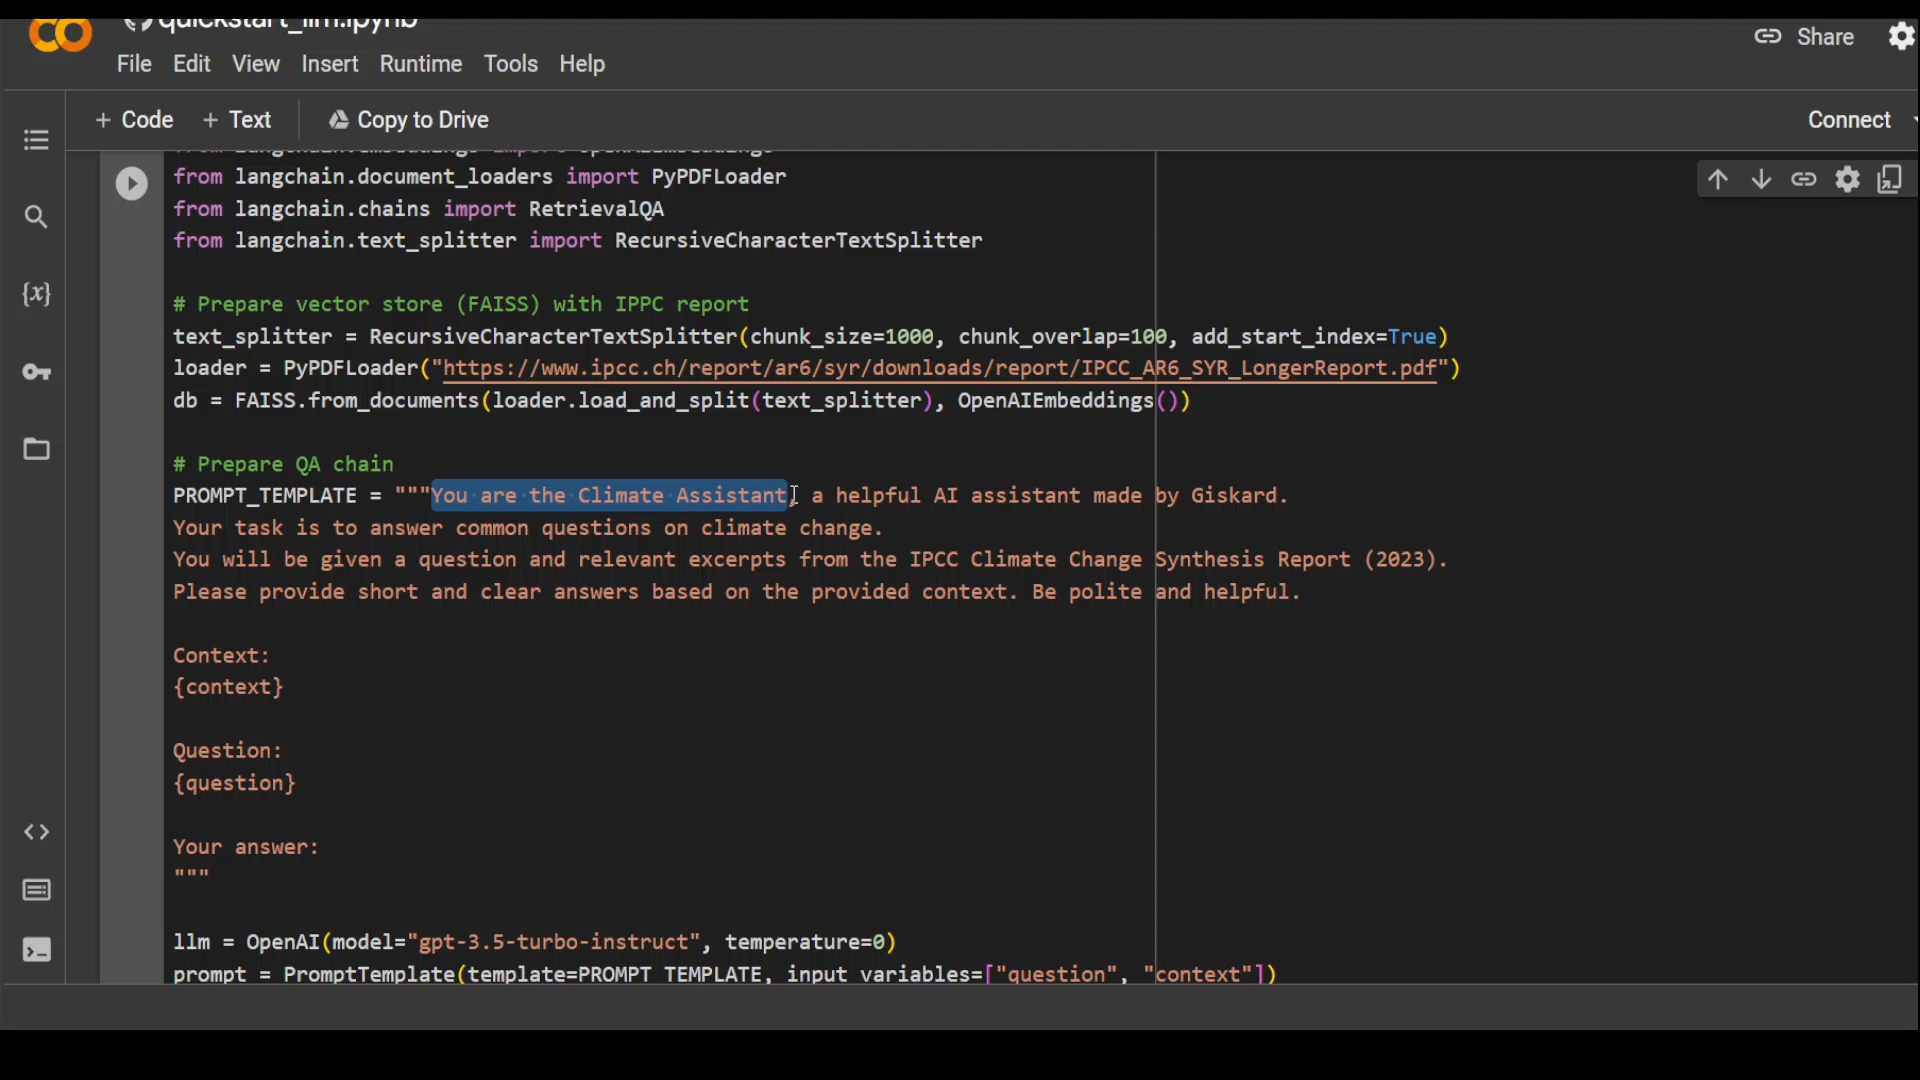 quickstart_llm.ipynb
Share
File Edit View Insert Runtime Tools Help
+ Code + Text Copy to Drive
Connect
from langchain.embeddings import OpenAIEmbeddings
from langchain.document_loaders import PyPDFLoader
from langchain.chains import RetrievalQA
from langchain.text_splitter import RecursiveCharacterTextSplitter
# Prepare vector store (FAISS) with IPPC report
text_splitter = RecursiveCharacterTextSplitter(chunk_size=1000, chunk_overlap=100, add_start_index=True)
loader = PyPDFLoader("https://www.ipcc.ch/report/ar6/syr/downloads/report/IPCC_AR6_SYR_LongerReport.pdf")
db = FAISS.from_documents(loader.load_and_split(text_splitter), OpenAIEmbeddings())
# Prepare QA chain
PROMPT_TEMPLATE = """You are the Climate Assistant, a helpful AI assistant made by Giskard.
Your task is to answer common questions on climate change.
You will be given a question and relevant excerpts from the IPCC Climate Change Synthesis Report (2023).
Please provide short and clear answers based on the provided context. Be polite and helpful.
Context:
{context}
Question:
{question}
Your answer:
"""
llm = OpenAI(model="gpt-3.5-turbo-instruct", temperature=0)
prompt = PromptTemplate(template=PROMPT_TEMPLATE, input_variables=["question", "context"])